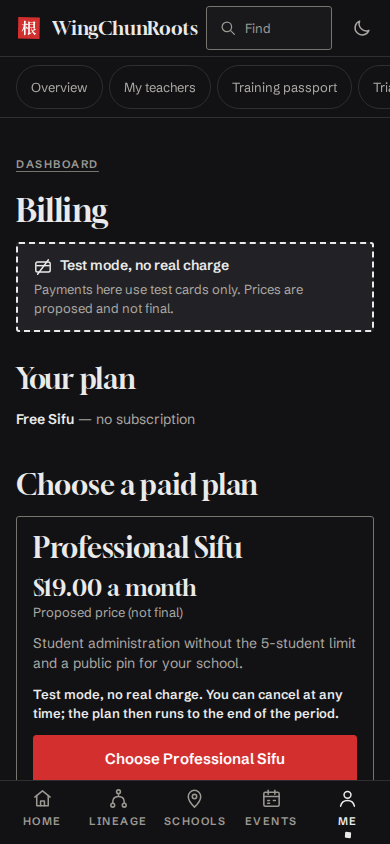 根 WingChunRoots Find
Overview My teachers Training passport Tria
DASHBOARD
Billing
Test mode, no real charge
Payments here use test cards only. Prices are
proposed and not final.
Your plan
Free Sifu — no subscription
Choose a paid plan
Professional Sifu
$19.00 a month
Proposed price (not final)
Student administration without the 5-student limit
and a public pin for your school.
Test mode, no real charge. You can cancel at any
time; the plan then runs to the end of the period.
Choose Professional Sifu
HOME LINEAGE SCHOOLS EVENTS ME